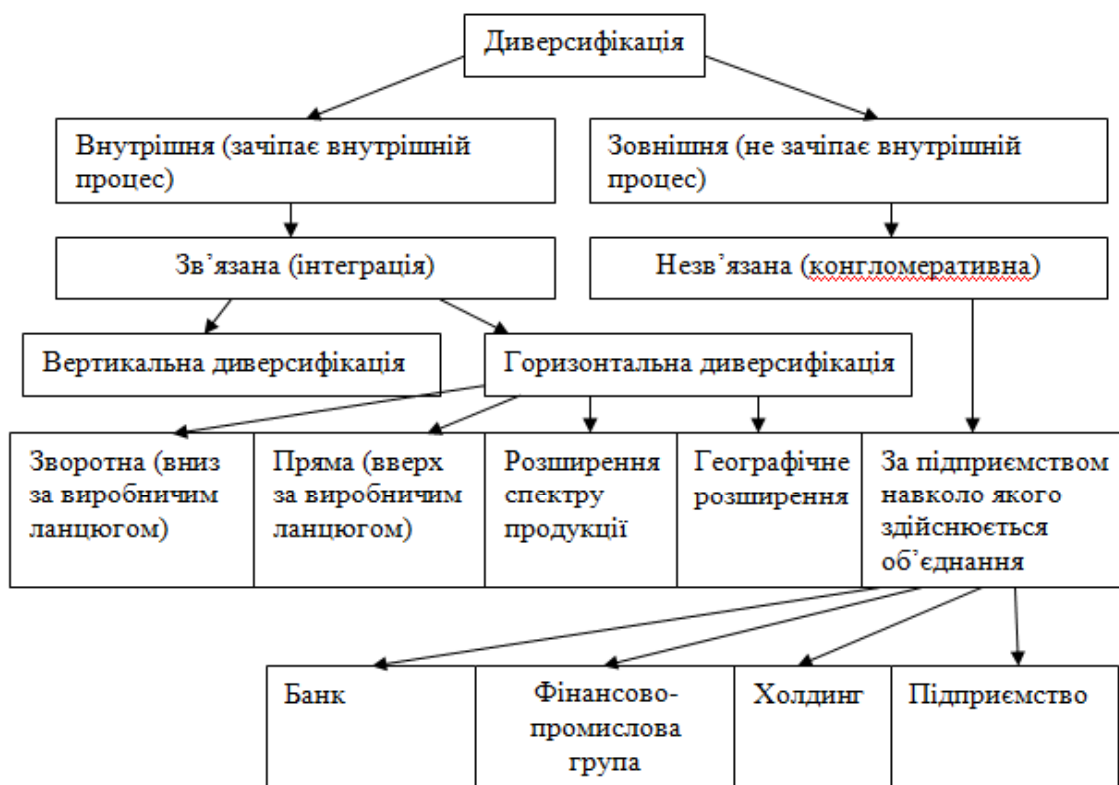 Диверсифікація
Внутрішня (зачіпає внутрішній
процес)
Зовнішня (не зачіпає внутрішній
процес)
Зв’язана (інтеграція)
Незв’язана (конгломеративна)
Вертикальна диверсифікація
Горизонтальна диверсифікація
Зворотна (вниз
за виробничим
ланцюгом)
Пряма (вверх
за виробничим
ланцюгом)
Розширення
спектру
продукції
Географічне
розширення
За підприємством
навколо якого
здійснюється
об’єднання
Банк
Фінансово-
промислова
група
Холдинг
Підприємство